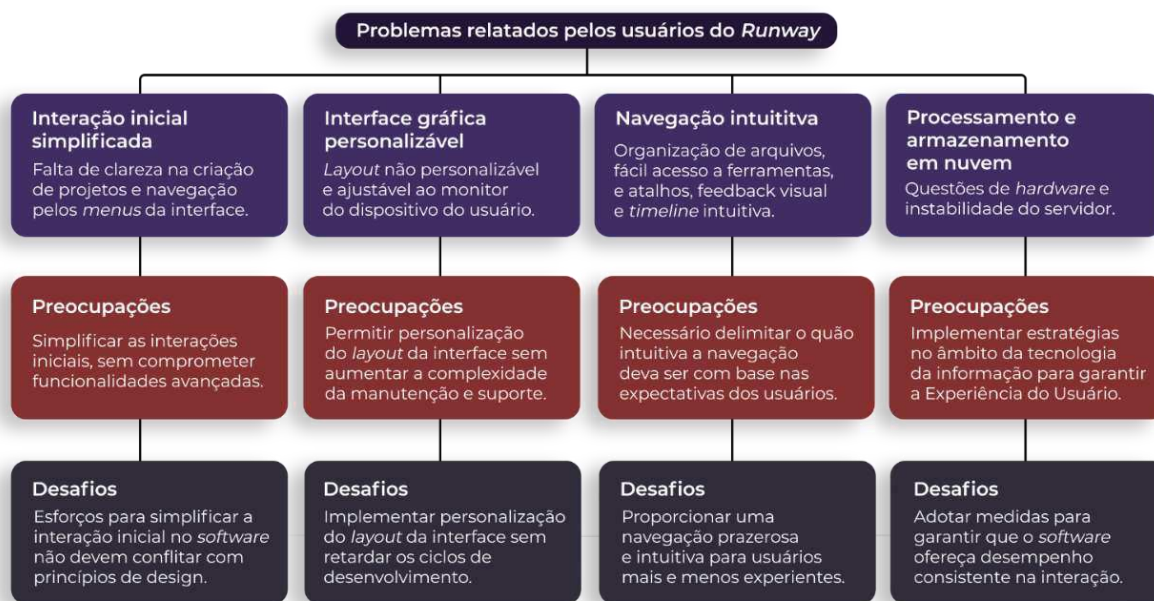 Problemas relatados pelos usuários do Runway
Interação inicial
simplificada
Falta de clareza na criação
de projetos e navegação
pelos menus da interface.
Interface gráfica
personalizável
Layout não personalizável
e ajustável ao monitor
do dispositivo do usuário.
Navegação intuititva
Organização de arquivos,
fácil acesso a ferramentas,
e atalhos, feedback visual
e timeline intuitiva.
Processamento e
armazenamento
em nuvem
Questões de hardware e
instabilidade do servidor.
Preocupações
Simplificar as interações
iniciais, sem comprometer
funcionalidades avançadas.
Preocupações
Permitir personalização
do layout da interface sem
aumentar a complexidade
da manutenção e suporte.
Preocupações
Necessário delimitar o quão
intuitiva a navegação
deva ser com base nas
expectativas dos usuários.
Preocupações
Implementar estratégias
no âmbito da tecnologia
da informação para garantir
a Experiência do Usuário.
Desafios
Esforços para simplificar a
interação inicial no software
não devem conflitar com
princípios de design.
Desafios
Implementar personalização
do layout da interface sem
retardar os ciclos de
desenvolvimento.
Desafios
Proporcionar uma
navegação prazerosa
e intuitiva para usuários
mais e menos experientes.
Desafios
Adotar medidas para
garantir que o software
ofereça desempenho
consistente na interação.